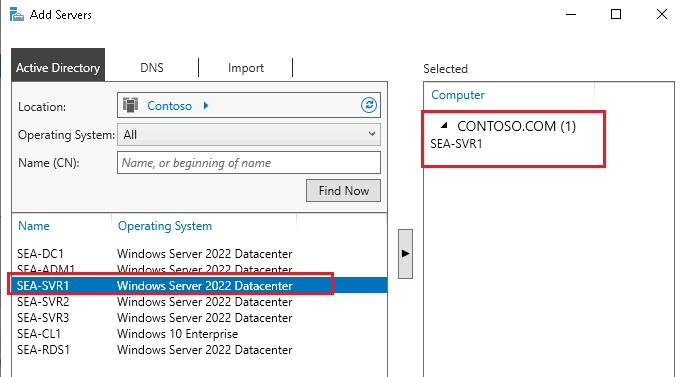 Add Servers
Active Directory DNS Import
Location: Contoso
Operating System: All
Name (CN): Name, or beginning of name
Find Now
Name Operating System
SEA-DC1 Windows Server 2022 Datacenter
SEA-ADM1 Windows Server 2022 Datacenter
SEA-SVR1 Windows Server 2022 Datacenter
SEA-SVR2 Windows Server 2022 Datacenter
SEA-SVR3 Windows Server 2022 Datacenter
SEA-CL1 Windows 10 Enterprise
SEA-RDS1 Windows Server 2022 Datacenter
Selected
Computer
CONTOSO.COM (1)
SEA-SVR1